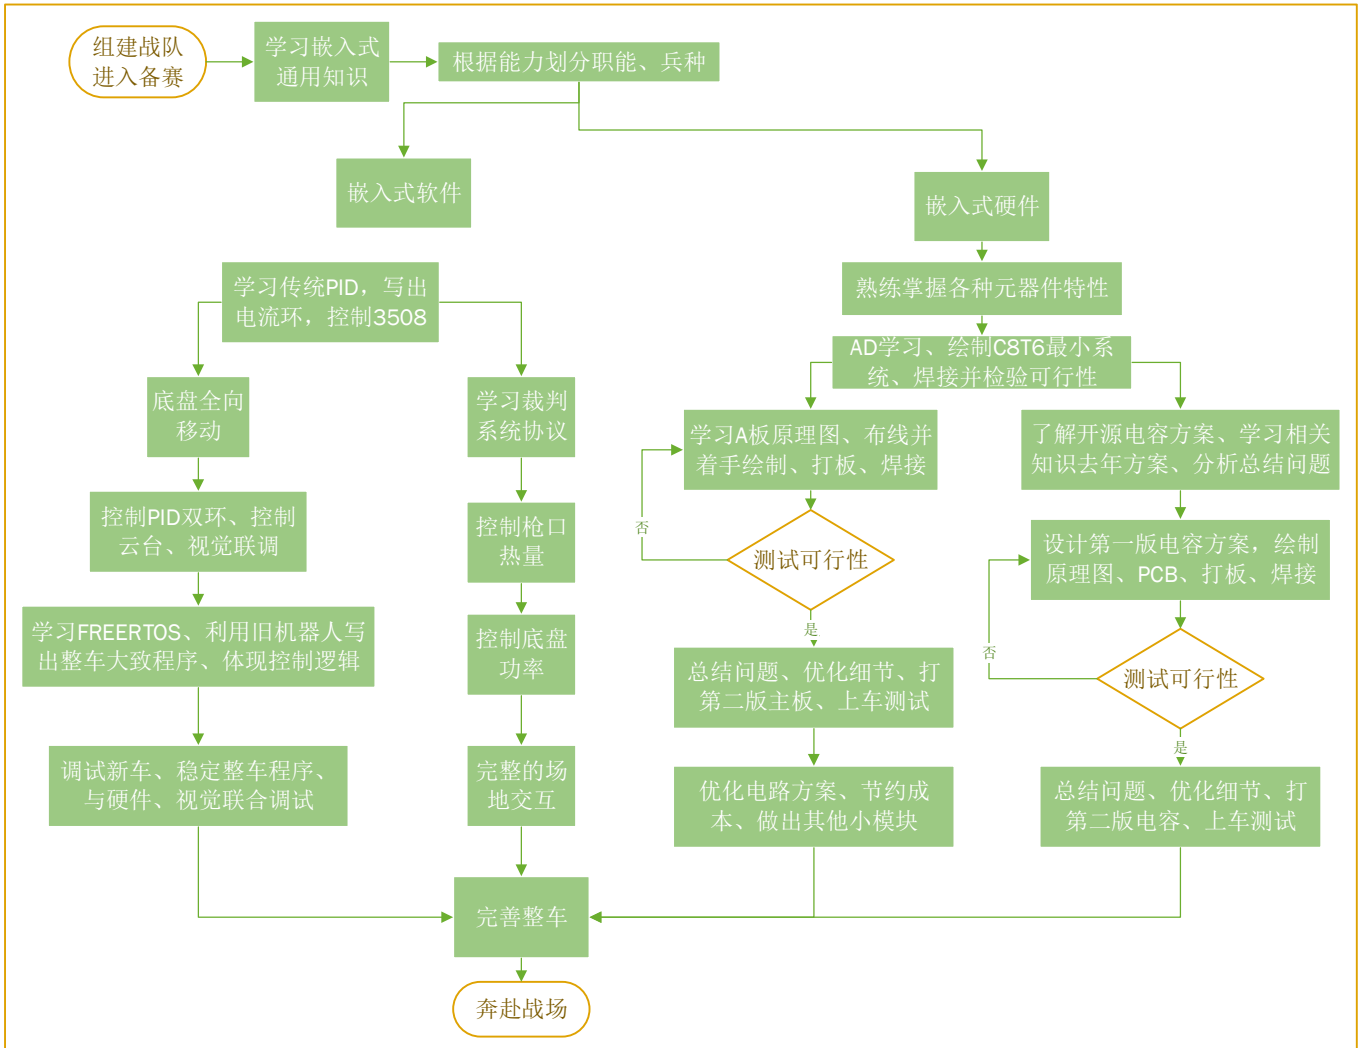 组建战队
进入备赛
学习嵌入式
通用知识
根据能力划分职能、兵种
嵌入式软件
嵌入式硬件
学习传统PID，写出
电流环，控制3508
熟练掌握各种元器件特性
AD学习、绘制C8T6最小系
统、焊接并检验可行性
底盘全向
移动
学习裁判
系统协议
学习A板原理图、布线并
着手绘制、打板、焊接
了解开源电容方案、学习相关
知识去年方案、分析总结问题
控制PID双环、控制
云台、视觉联调
控制枪口
热量
否
测试可行性
设计第一版电容方案，绘制
原理图、PCB、打板、焊接
学习FREERTOS、利用旧机器人写
出整车大致程序、体现控制逻辑
控制底盘
功率
是
否
测试可行性
总结问题、优化细节、打
第二版主板、上车测试
是
调试新车、稳定整车程序、
与硬件、视觉联合调试
完整的场
地交互
优化电路方案、节约成
本、做出其他小模块
总结问题、优化细节、打
第二版电容、上车测试
完善整车
奔赴战场